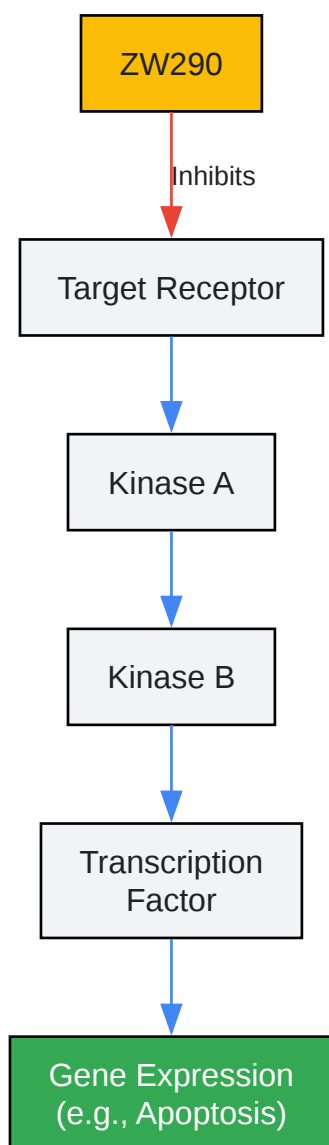 ZW290
Inhibits
Target Receptor
Kinase A
Kinase B
Transcription
Factor
Gene Expression
(e.g., Apoptosis)